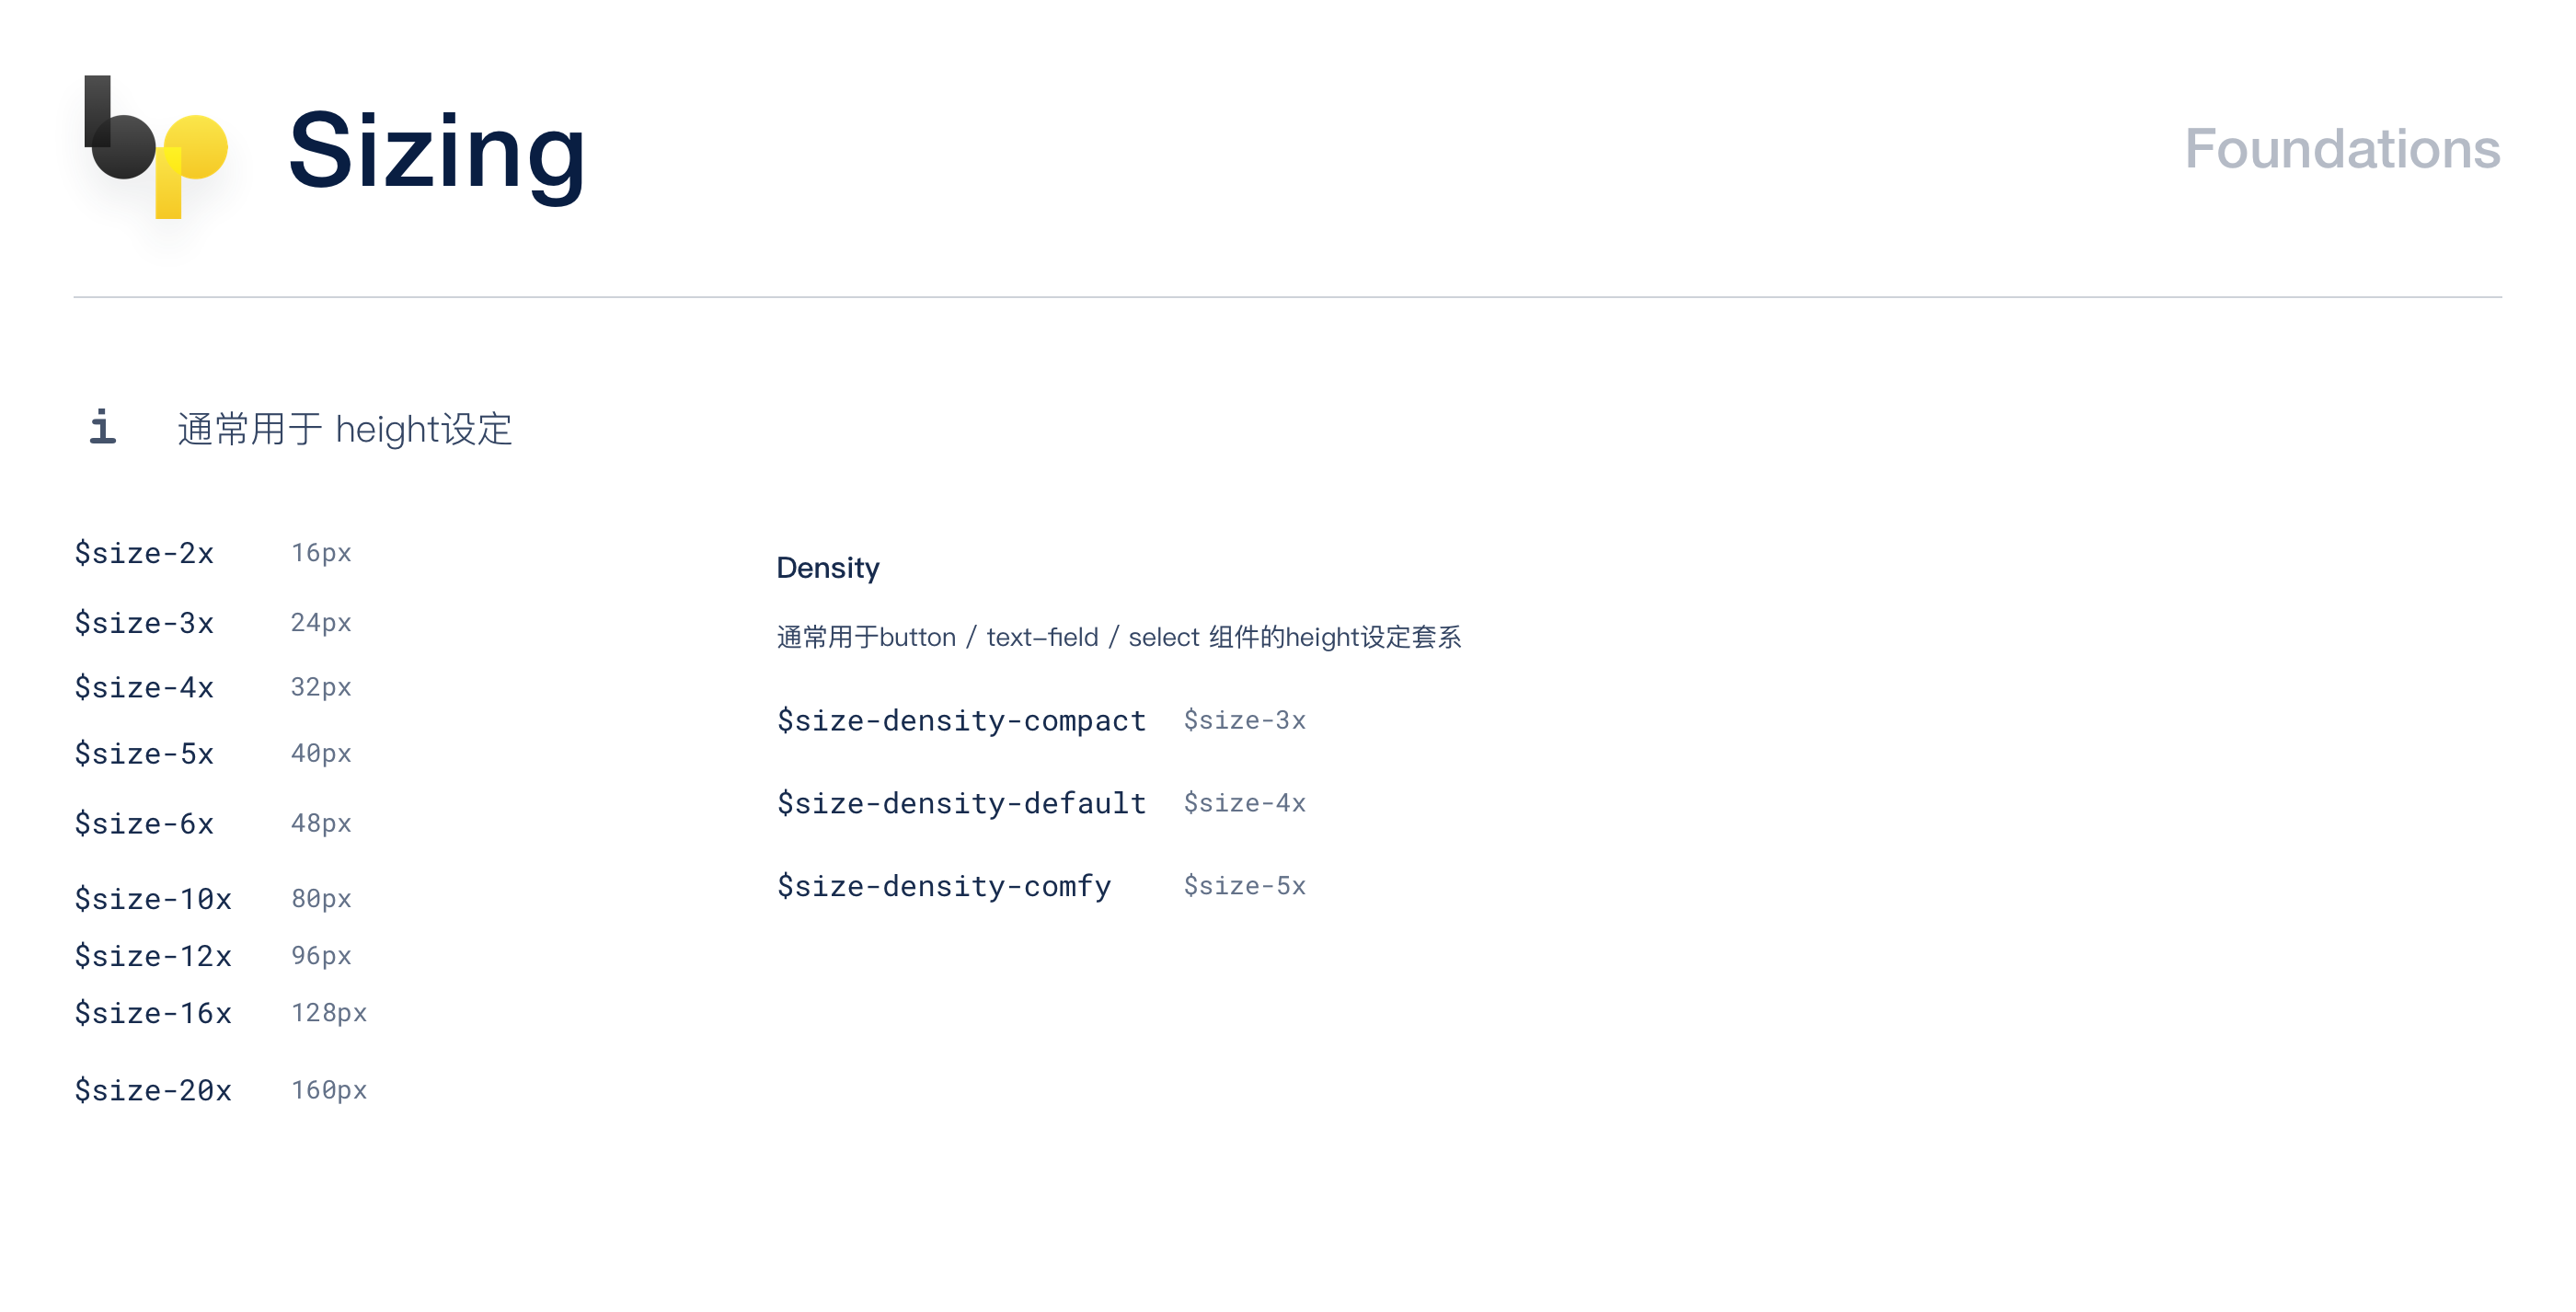 bp
Sizing
Foundations
i 通常用于 height设定
$size-2x 16px
$size-3x 24px
$size-4x 32px
$size-5x 40px
$size-6x 48px
$size-10x 80px
$size-12x 96px
$size-16x 128px
$size-20x 160px
Density
通常用于button / text-field / select 组件的height设定套系
$size-density-compact $size-3x
$size-density-default $size-4x
$size-density-comfy $size-5x